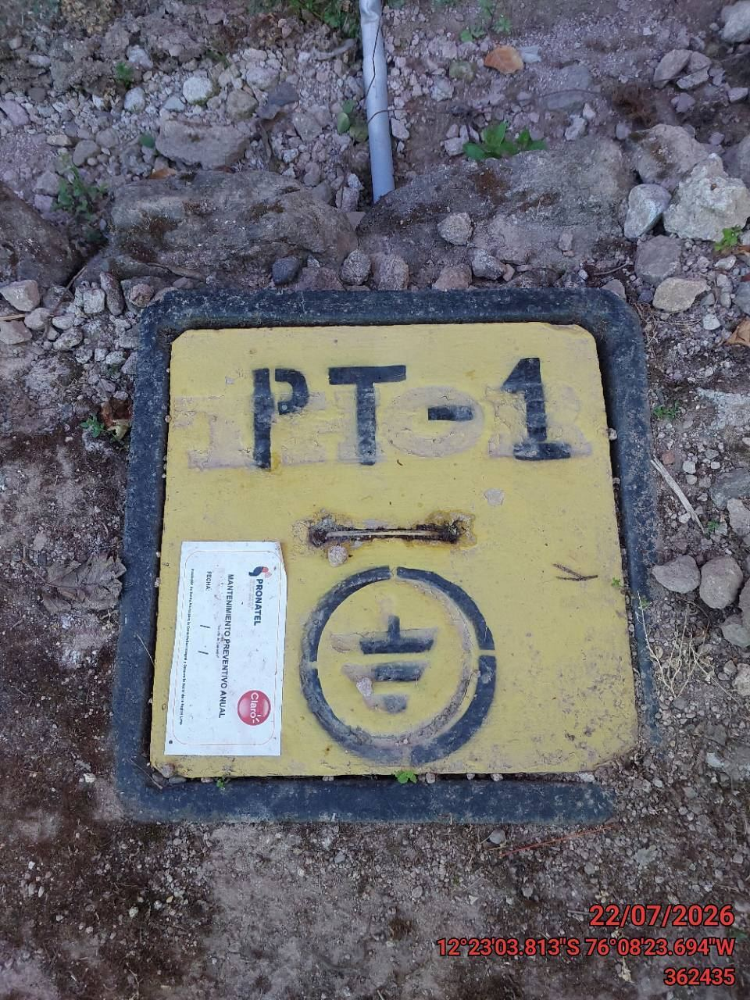 PT-1
PRONATEL
MANTENIMIENTO PREVENTIVO ANUAL
FECHA: / /
Claro
22/07/2026
12°23'03.813"S 76°08'23.694"W
362435